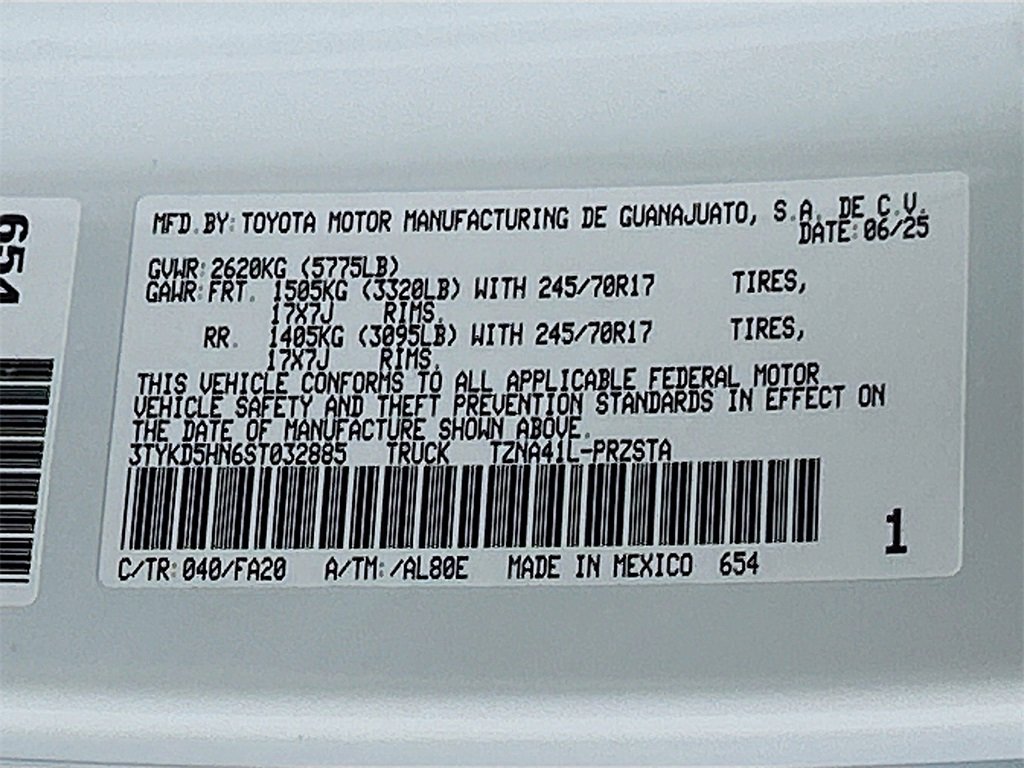 MFD.BY:TOYOTA MOTOR MANUFACTURING DE GUANAJUATO, S.A. DE C.V.
DATE:06/25
GVWR:2620KG (5775LB)
GAWR:FRT. 1505KG (3320LB) WITH 245/70R17 TIRES,
17X7J RIMS.
RR. 1405KG (3095LB) WITH 245/70R17 TIRES,
17X7J RIMS.
THIS VEHICLE CONFORMS TO ALL APPLICABLE FEDERAL MOTOR
VEHICLE SAFETY AND THEFT PREVENTION STANDARDS IN EFFECT ON
THE DATE OF MANUFACTURE SHOWN ABOVE.
3TYKD5HN6ST032885 TRUCK TZNA41L-PRZSTA
1
C/TR:040/FA20 A/TM:/AL80E MADE IN MEXICO 654
654